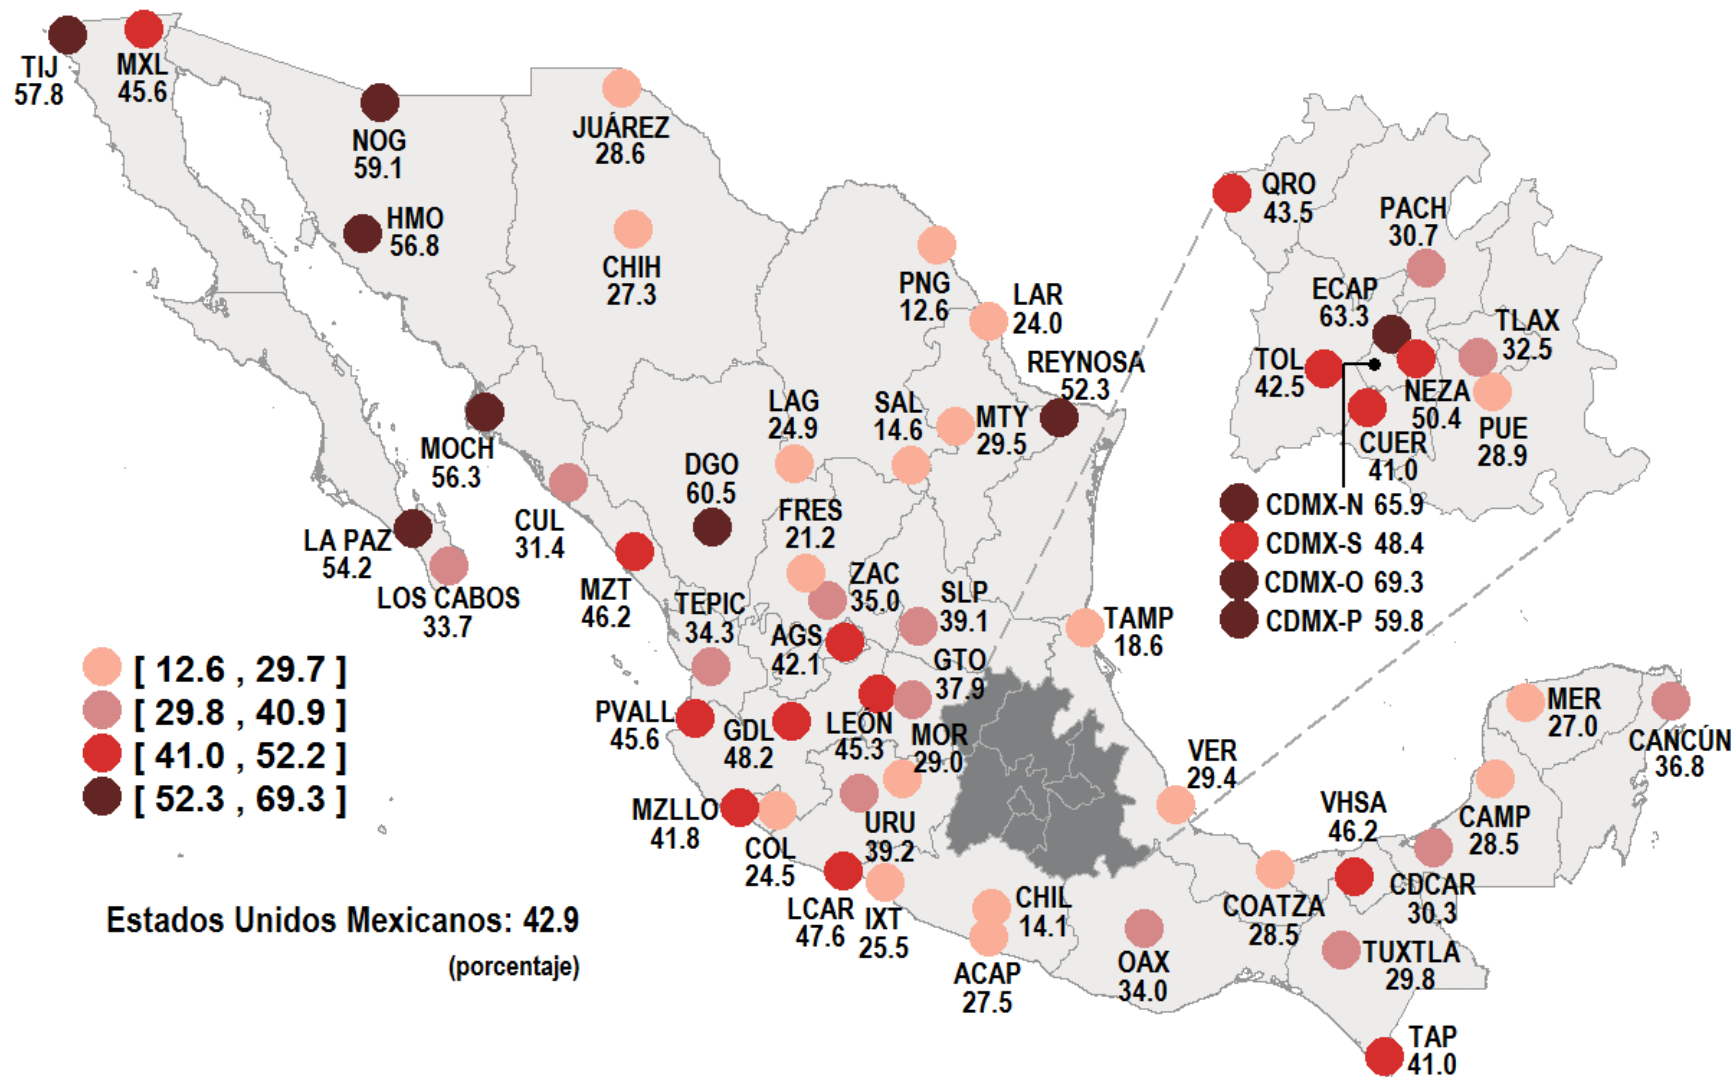 TIJ
57.8
MXL
45.6
NOG
59.1
HMO
56.8
JUÁREZ
28.6
CHIH
27.3
PNG
12.6
LAR
24.0
REYNOSA
52.3
LAG
24.9
SAL
14.6
MTY
29.5
MOCH
56.3
DGO
60.5
CUL
31.4
FRES
21.2
LA PAZ
54.2
LOS CABOS
33.7
MZT
46.2
ZAC
35.0
SLP
39.1
TEPIC
34.3
AGS
42.1
GTO
37.9
TAMP
18.6
PVALL
45.6
GDL
48.2
LEÓN
45.3
MOR
29.0
MZLLO
41.8
COL
24.5
URU
39.2
LCAR
47.6
IXT
25.5
CHIL
14.1
ACAP
27.5
OAX
34.0
VER
29.4
COATZA
28.5
VHSA
46.2
CDCAR
30.3
TUXTLA
29.8
TAP
41.0
CAMP
28.5
MER
27.0
CANCÚN
36.8
QRO
43.5
PACH
30.7
ECAP
63.3
TLAX
32.5
TOL
42.5
NEZA
50.4
CUER
41.0
PUE
28.9
CDMX-N 65.9
CDMX-S 48.4
CDMX-O 69.3
CDMX-P 59.8
[ 12.6 , 29.7 ]
[ 29.8 , 40.9 ]
[ 41.0 , 52.2 ]
[ 52.3 , 69.3 ]
Estados Unidos Mexicanos: 42.9
(porcentaje)